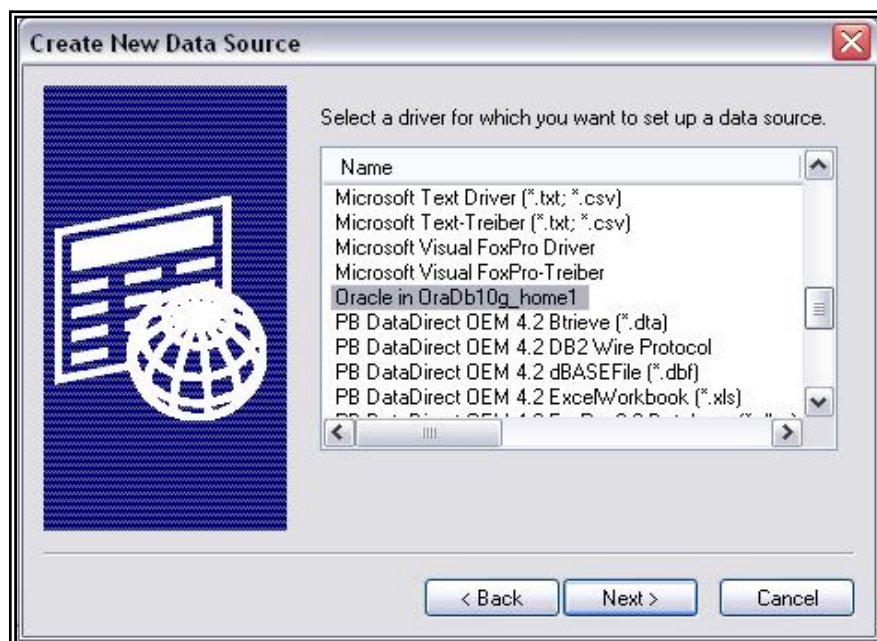 Create New Data Source
Select a driver for which you want to set up a data source.
Name
Microsoft Text Driver (*.txt; *.csv)
Microsoft Text-Treiber (*.txt; *.csv)
Microsoft Visual FoxPro Driver
Microsoft Visual FoxPro-Treiber
Oracle in OraDb10g_home1
PB DataDirect OEM 4.2 Btrieve (*.dta)
PB DataDirect OEM 4.2 DB2 Wire Protocol
PB DataDirect OEM 4.2 dBASEFile (*.dbf)
PB DataDirect OEM 4.2 ExcelWorkbook (*.xls)
< Back
Next >
Cancel